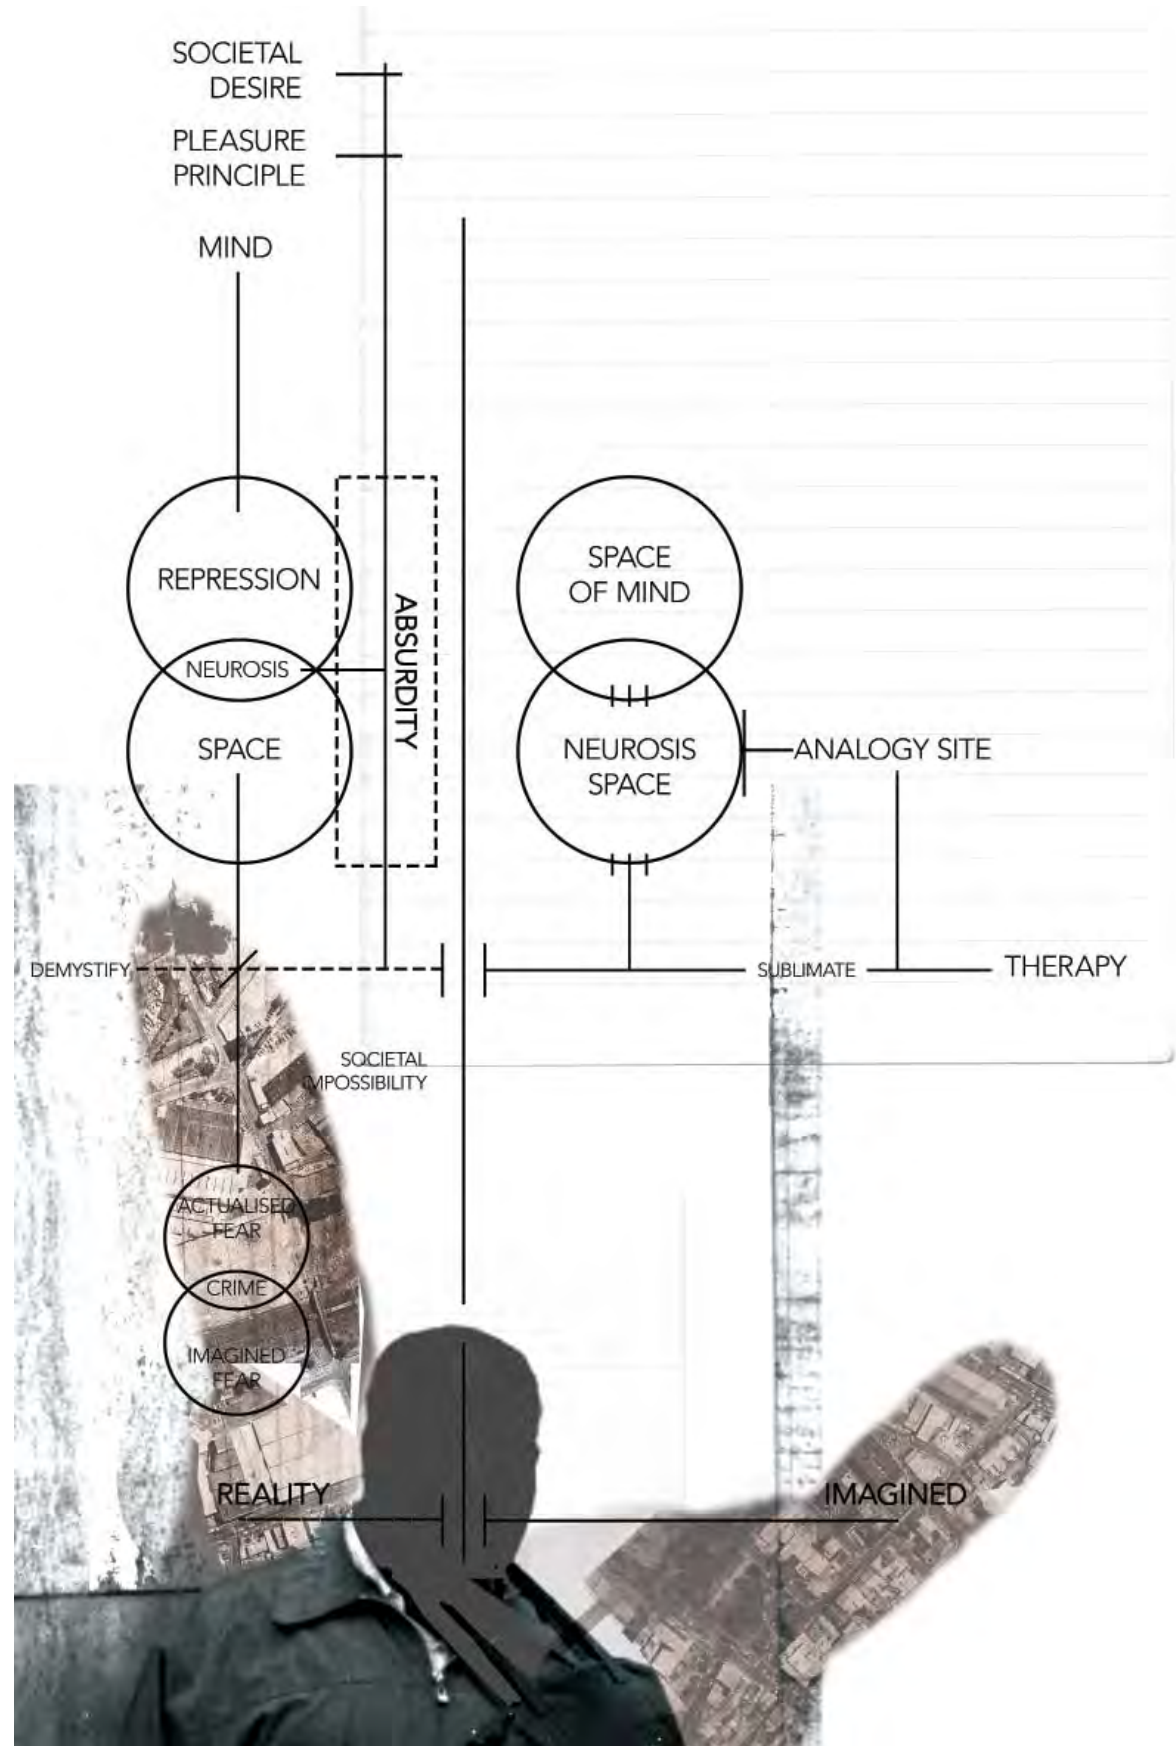 SOCIETAL
DESIRE
PLEASURE
PRINCIPLE
MIND
REPRESSION
NEUROSIS
SPACE
ABSURDITY
SPACE
OF MIND
NEUROSIS
SPACE
ANALOGY SITE
DEMYSTIFY
SUBLIMATE
THERAPY
SOCIETAL
IMPOSSIBILITY
ACTUALISED
FEAR
CRIME
IMAGINED
FEAR
REALITY
IMAGINED